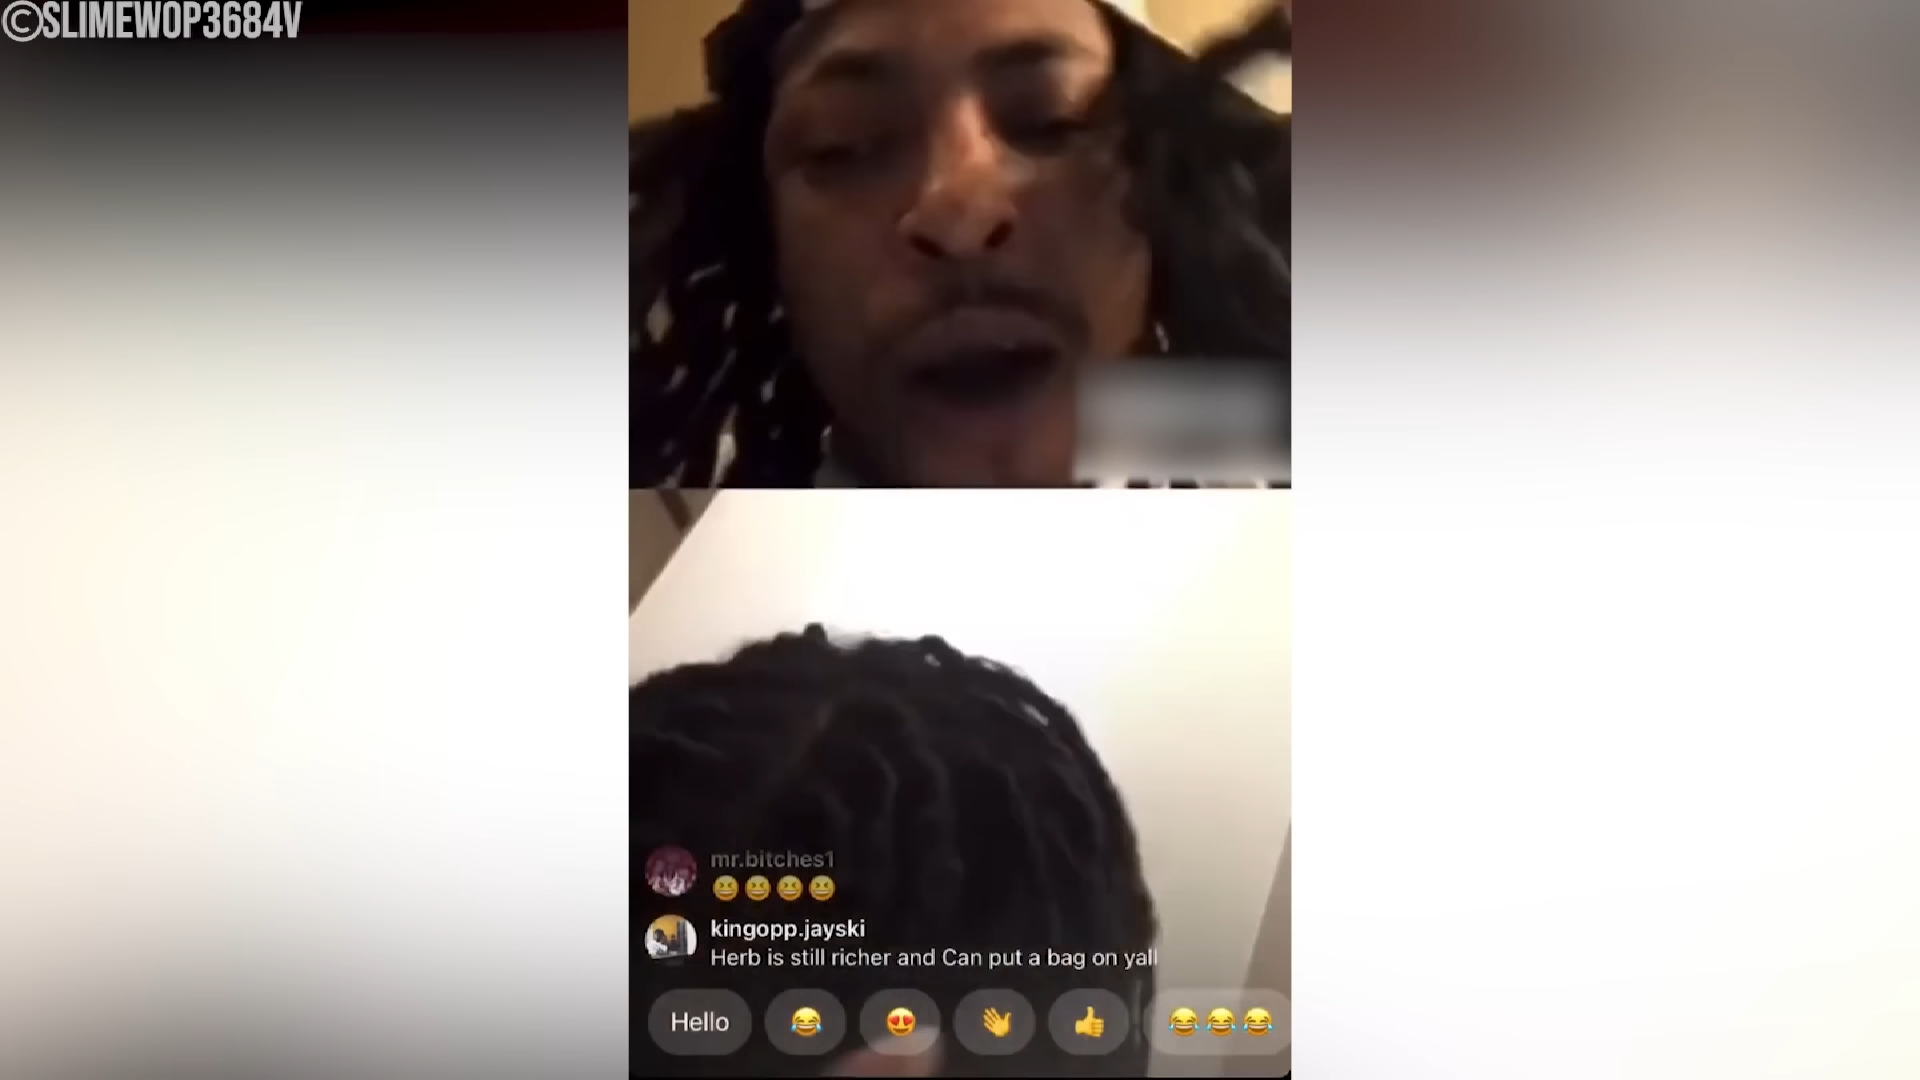 ©SLIMEWOP3684V
mr.bitches1
😆😆😆😆
kingopp.jayski
Herb is still richer and Can put a bag on yall
Hello 😂 😍 👋 👍 😂😂😂